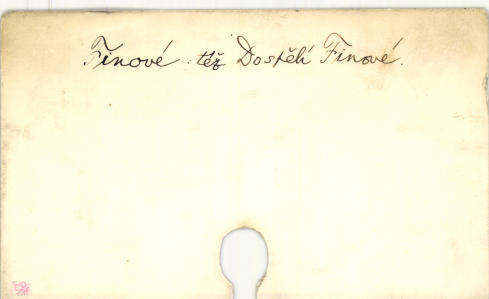 Finové : též Dospělí Finové.